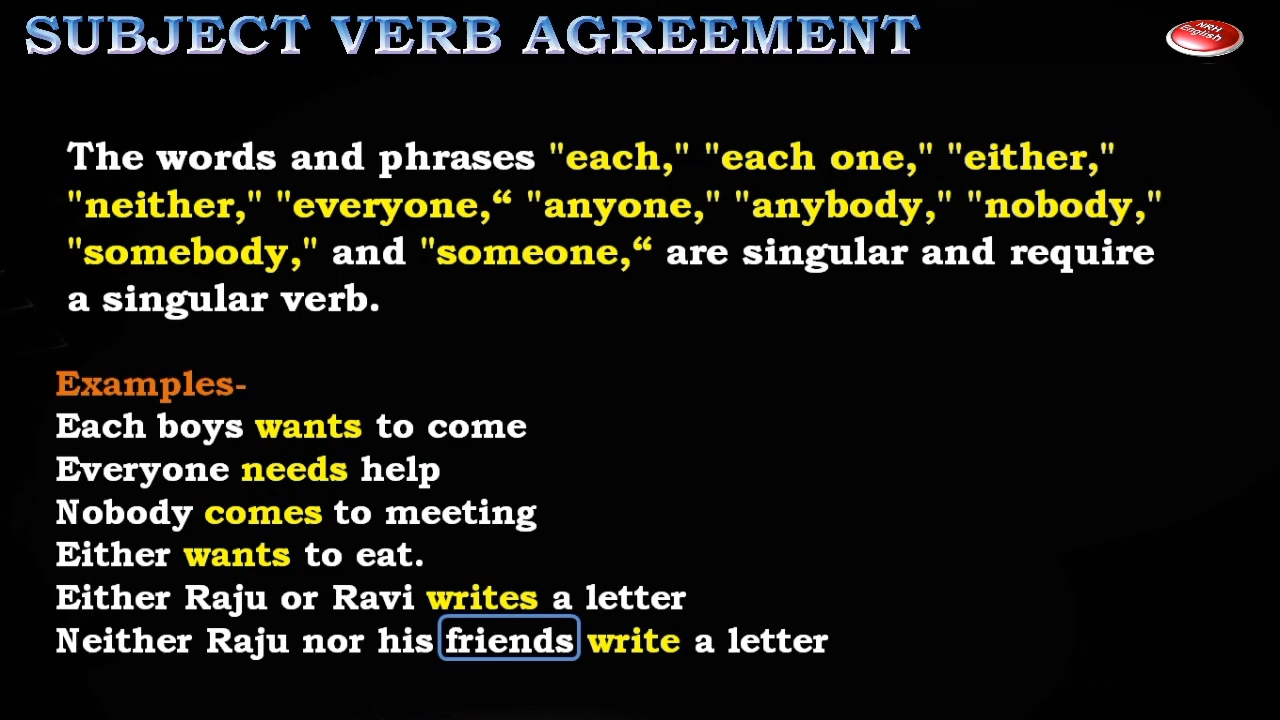 SUBJECT VERB AGREEMENT
NRH
English
The words and phrases "each," "each one," "either,"
"neither," "everyone,“ "anyone," "anybody," "nobody,"
"somebody," and "someone,“ are singular and require
a singular verb.
Examples-
Each boys wants to come
Everyone needs help
Nobody comes to meeting
Either wants to eat.
Either Raju or Ravi writes a letter
Neither Raju nor his friends write a letter